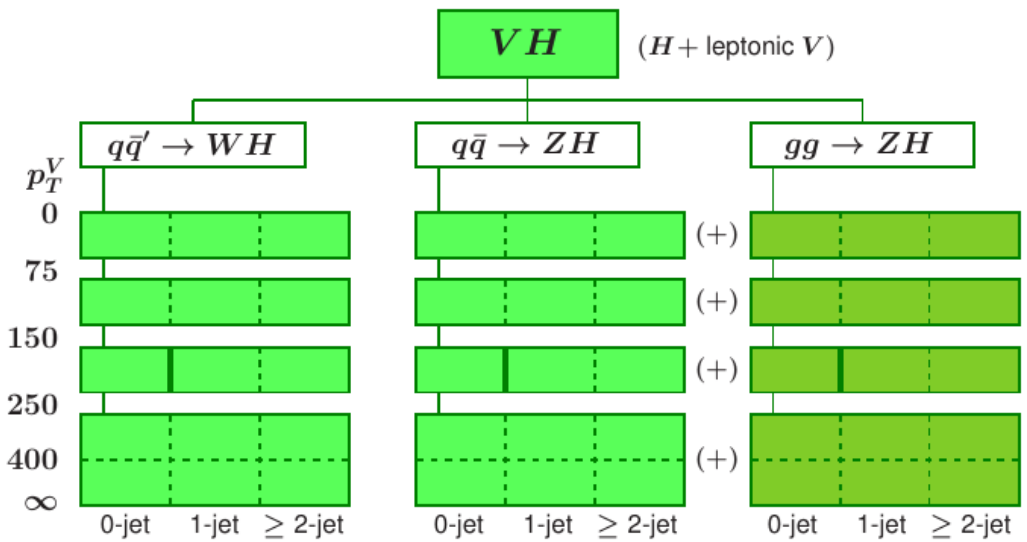 VH (H+ leptonic V)
qq̄′ → WH qq̄ → ZH gg → ZH
p_T^V
0 (+)
75 (+)
150 (+)
250
400 (+)
∞
0-jet 1-jet ≥ 2-jet 0-jet 1-jet ≥ 2-jet 0-jet 1-jet ≥ 2-jet